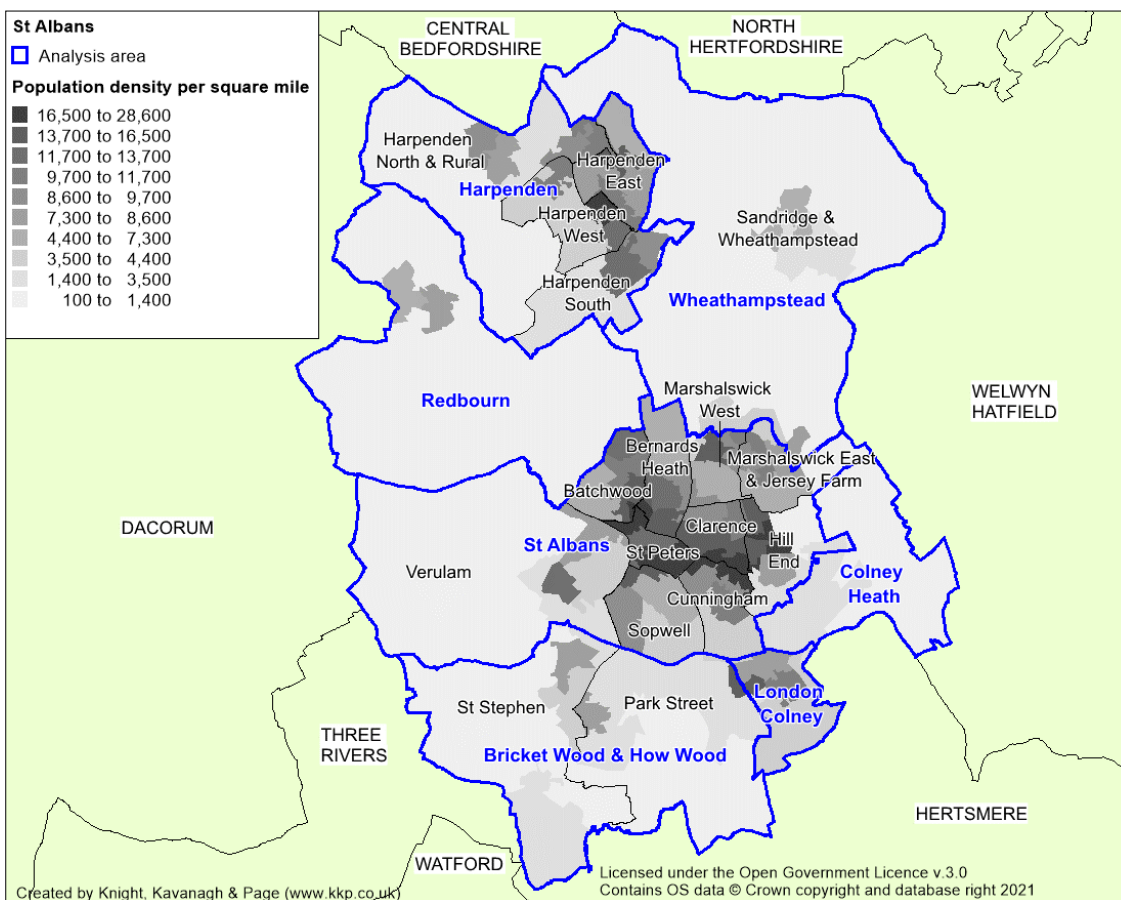 St Albans
Analysis area
Population density per square mile
16,500 to 28,600
13,700 to 16,500
11,700 to 13,700
9,700 to 11,700
8,600 to 9,700
7,300 to 8,600
4,400 to 7,300
3,500 to 4,400
1,400 to 3,500
100 to 1,400
CENTRAL
BEDFORDSHIRE
NORTH
HERTFORDSHIRE
Harpenden
North & Rural
Harpenden
East
Harpenden
Harpenden
West
Sandridge &
Wheathampstead
Harpenden
South
Wheathampstead
Redbourn
Marshalswick
West
WELWYN
HATFIELD
Bernards
Heath
Marshalswick East
& Jersey Farm
Batchwood
DACORUM
Clarence
St Albans
St Peters
Hill
End
Verulam
Colney
Heath
Cunningham
Sopwell
St Stephen
Park Street
London
Colney
THREE
RIVERS
Bricket Wood & How Wood
HERTSMERE
WATFORD
Created by Knight, Kavanagh & Page (www.kkp.co.uk)
Licensed under the Open Government Licence v.3.0
Contains OS data © Crown copyright and database right 2021